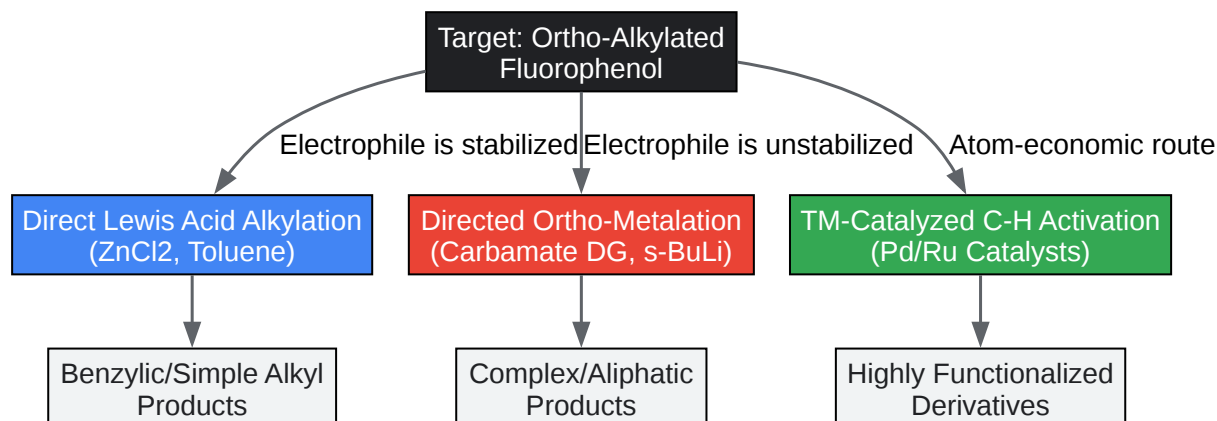 Target: Ortho-Alkylated
Fluorophenol
Electrophile is stabilized
Electrophile is unstabilized
Atom-economic route
Direct Lewis Acid Alkylation
(ZnCl2, Toluene)
Directed Ortho-Metalation
(Carbamate DG, s-BuLi)
TM-Catalyzed C-H Activation
(Pd/Ru Catalysts)
Benzylic/Simple Alkyl
Products
Complex/Aliphatic
Products
Highly Functionalized
Derivatives